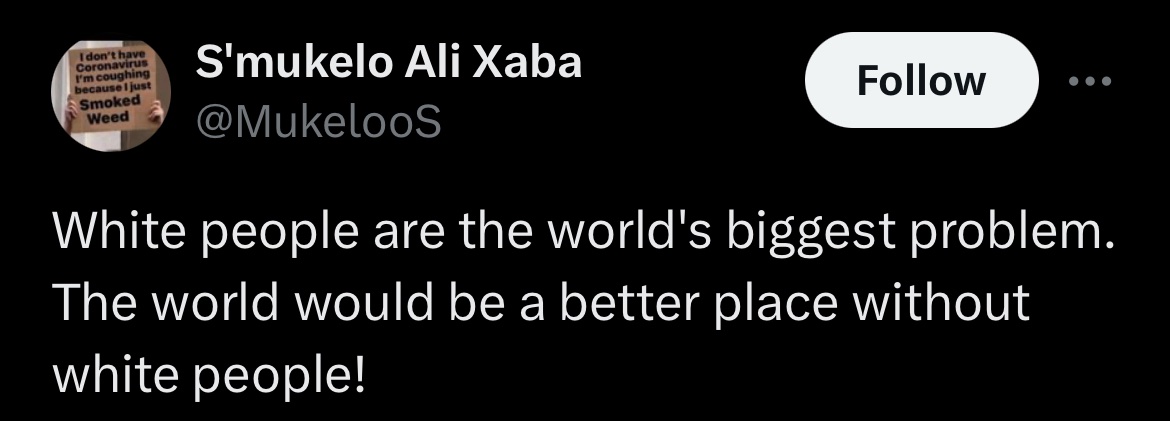 I don't have
Coronavirus
I'm coughing
because I just
Smoked
Weed
S'mukelo Ali Xaba
@MukelooS
Follow
White people are the world's biggest problem.
The world would be a better place without
white people!